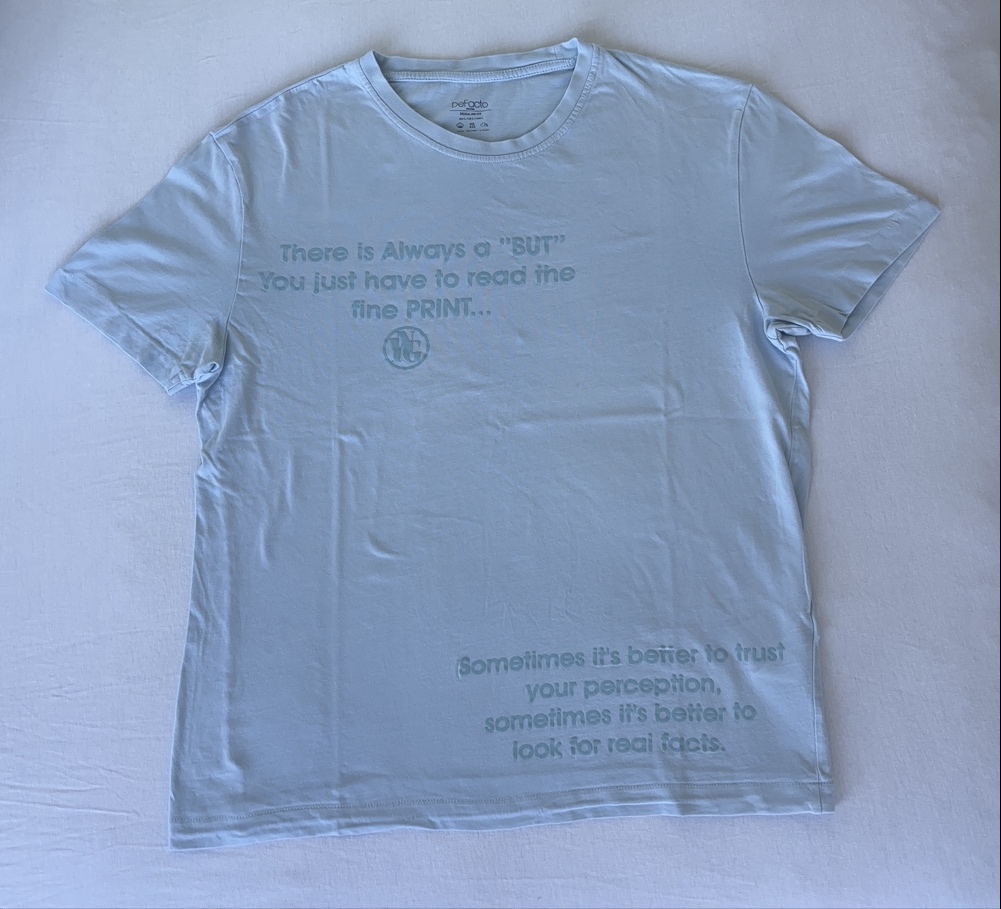 DeFacto
There is Always a "BUT"
You just have to read the
fine PRINT...
Sometimes it's better to trust
your perception,
sometimes it's better to
look for real facts.